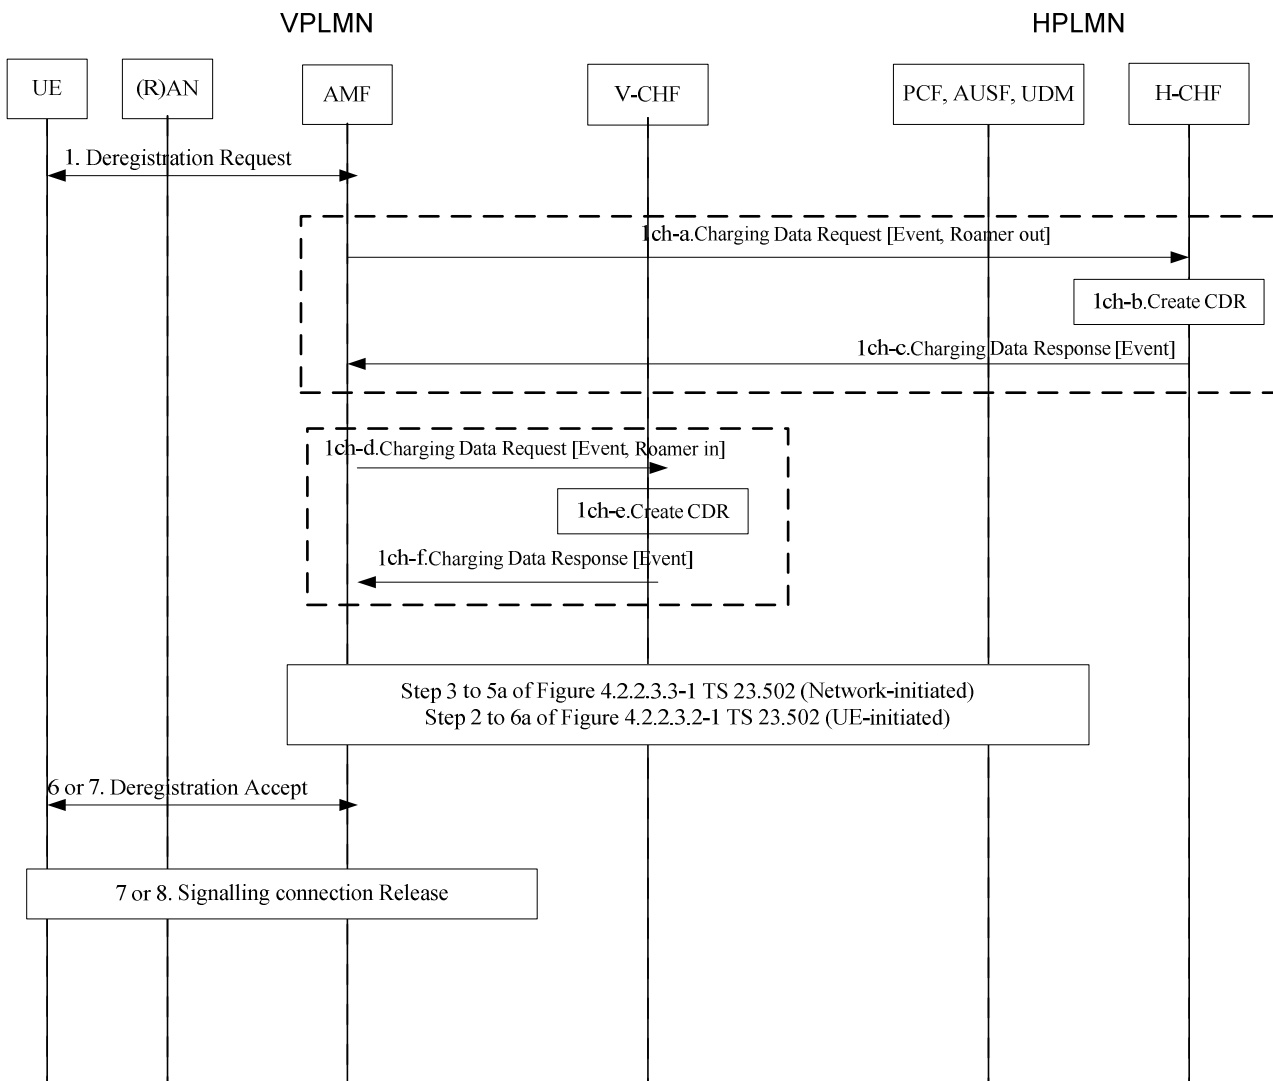 VPLMN
HPLMN
UE
(R)AN
AMF
V-CHF
PCF, AUSF, UDM
H-CHF
1. Deregistration Request
1ch-a.Charging Data Request [Event, Roamer out]
1ch-b.Create CDR
1ch-c.Charging Data Response [Event]
1ch-d.Charging Data Request [Event, Roamer in]
1ch-e.Create CDR
1ch-f.Charging Data Response [Event]
Step 3 to 5a of Figure 4.2.2.3.3-1 TS 23.502 (Network-initiated)
Step 2 to 6a of Figure 4.2.2.3.2-1 TS 23.502 (UE-initiated)
6 or 7. Deregistration Accept
7 or 8. Signalling connection Release